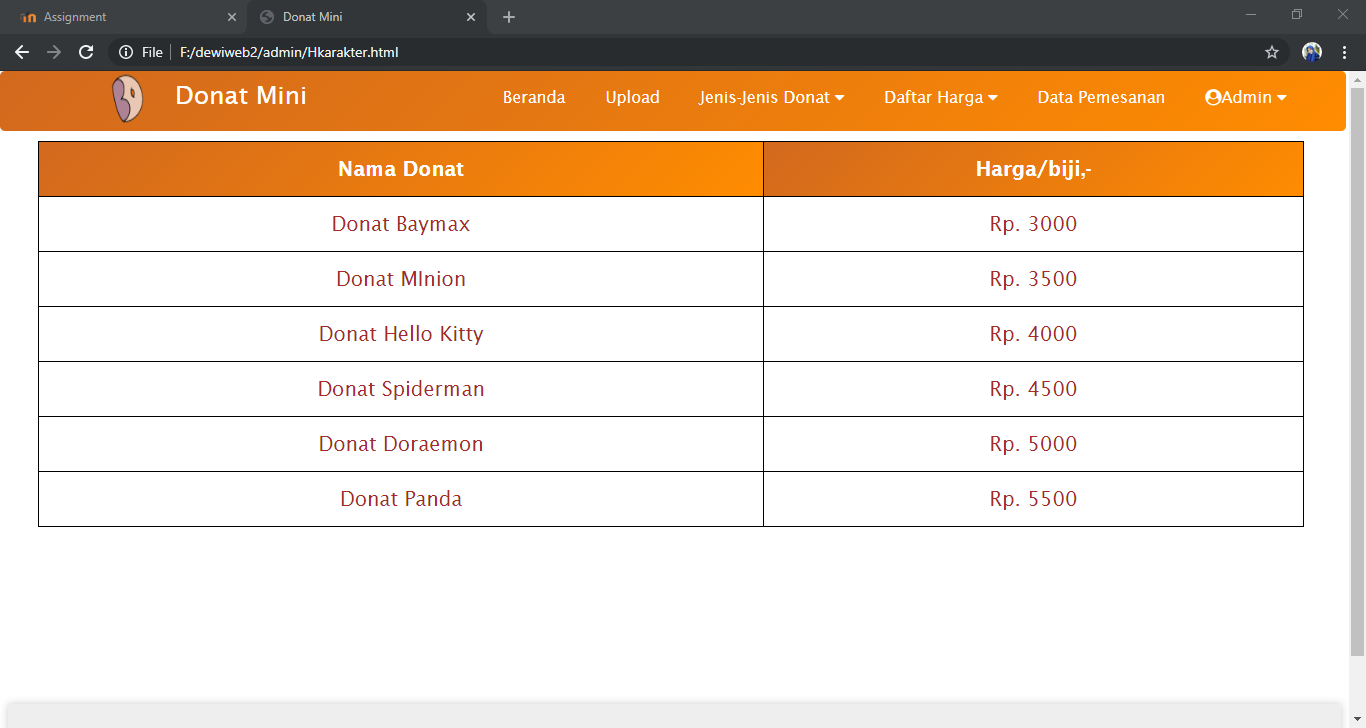 Assignment
Donat Mini
File
F:/dewiweb2/admin/Hkarakter.html
Donat Mini
Beranda
Upload
Jenis-Jenis Donat
Daftar Harga
Data Pemesanan
Admin
Nama Donat
Harga/biji,-
Donat Baymax
Rp. 3000
Donat MInion
Rp. 3500
Donat Hello Kitty
Rp. 4000
Donat Spiderman
Rp. 4500
Donat Doraemon
Rp. 5000
Donat Panda
Rp. 5500